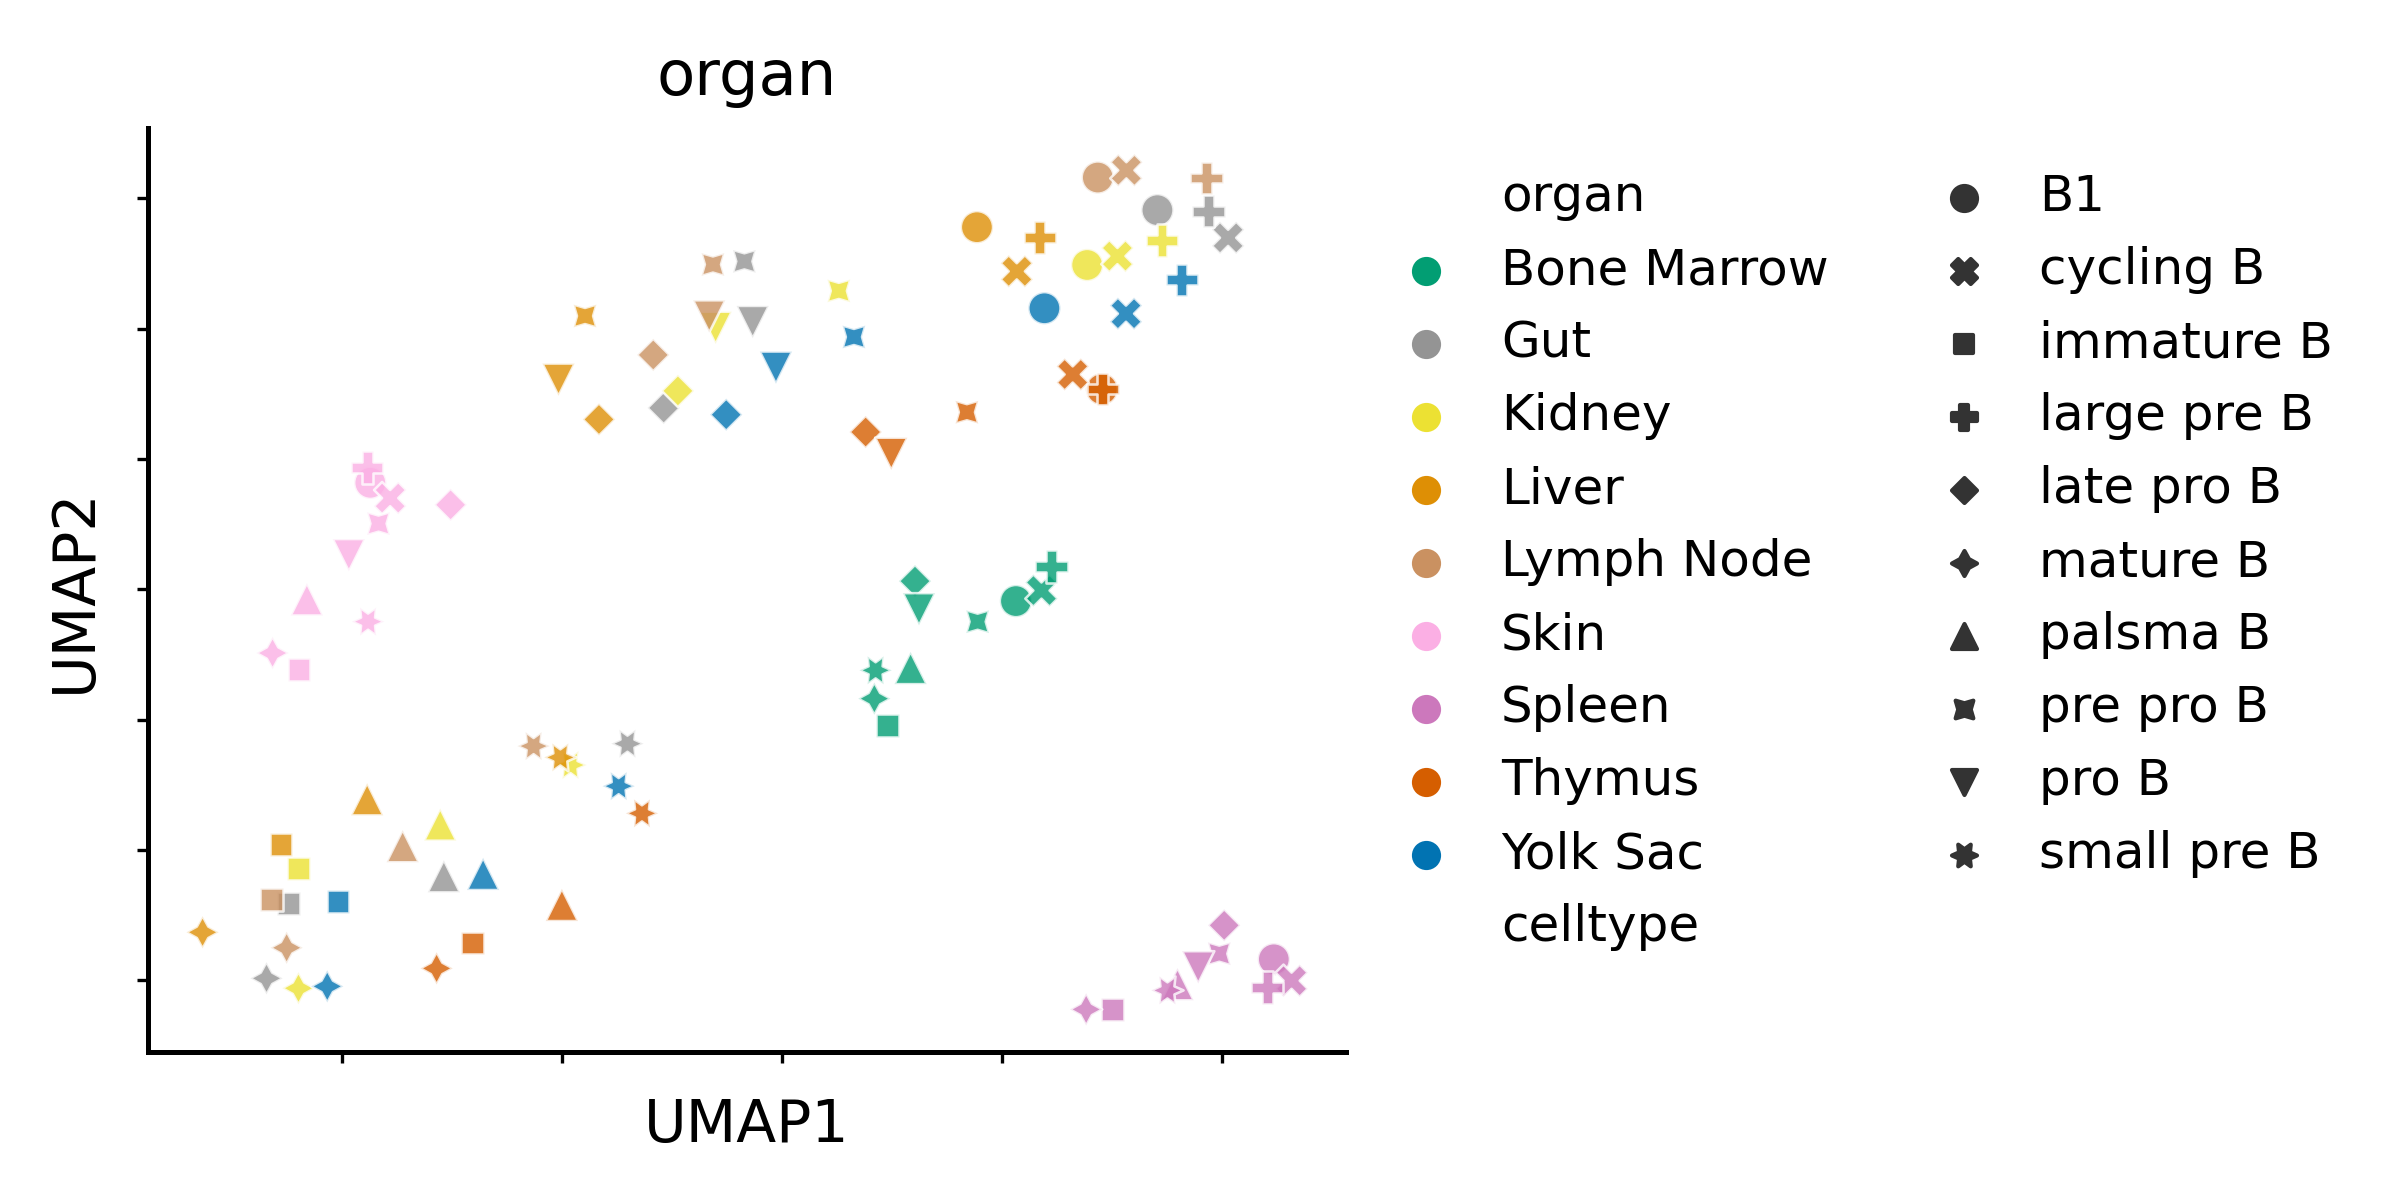 organ
UMAP2
UMAP1
organ
Bone Marrow
Gut
Kidney
Liver
Lymph Node
Skin
Spleen
Thymus
Yolk Sac
celltype
B1
cycling B
immature B
large pre B
late pro B
mature B
palsma B
pre pro B
pro B
small pre B